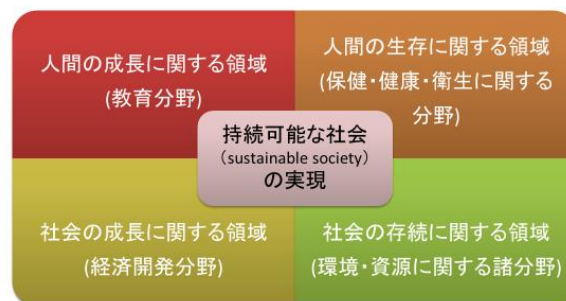 人間の成長に関する領域
(教育分野)
人間の生存に関する領域
(保健・健康・衛生に関する
分野)
持続可能な社会
（sustainable society）
の実現
社会の成長に関する領域
(経済開発分野)
社会の存続に関する領域
(環境・資源に関する諸分野)